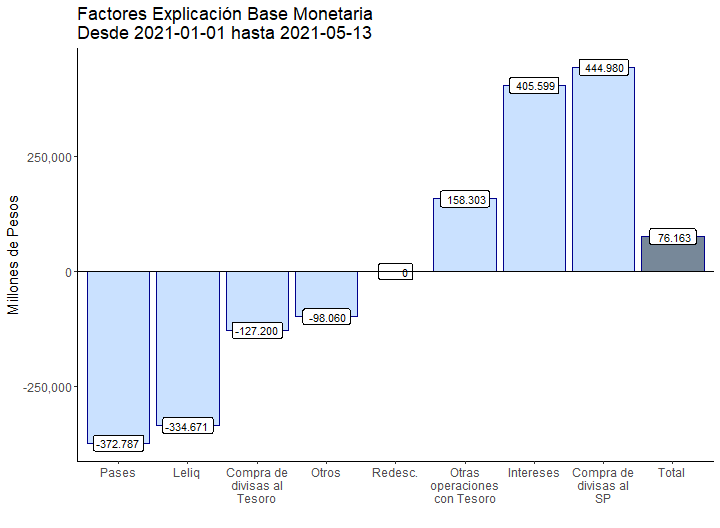 Factores Explicación Base Monetaria
Desde 2021-01-01 hasta 2021-05-13
Millones de Pesos
250,000
0
-250,000
-372.787
-334.671
-127.200
-98.060
0
158.303
405.599
444.980
76.163
Pases
Leliq
Compra de
divisas al
Tesoro
Otros
Redesc.
Otras
operaciones
con Tesoro
Intereses
Compra de
divisas al
SP
Total